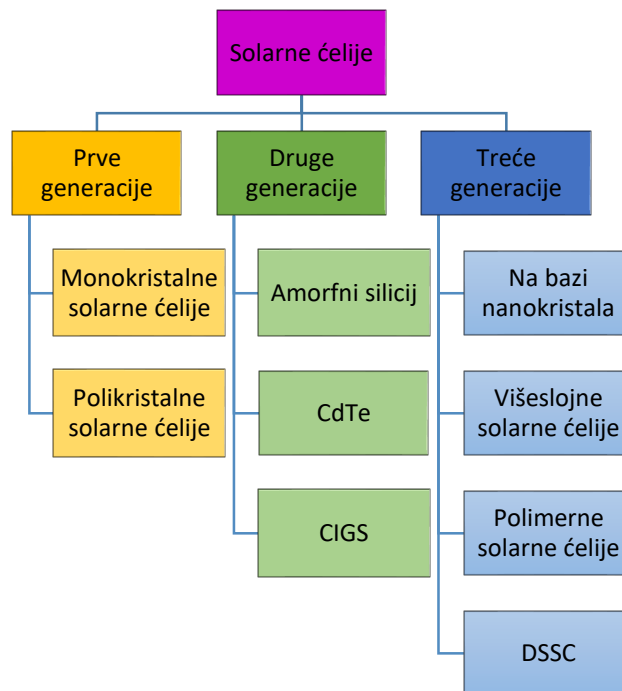 Solarne ćelije
Prve
generacije
Monokristalne
solarne ćelije
Polikristalne
solarne ćelije
Druge
generacije
Amorfni silicij
CdTe
CIGS
Treće
generacije
Na bazi
nanokristala
Višeslojne
solarne ćelije
Polimerne
solarne ćelije
DSSC